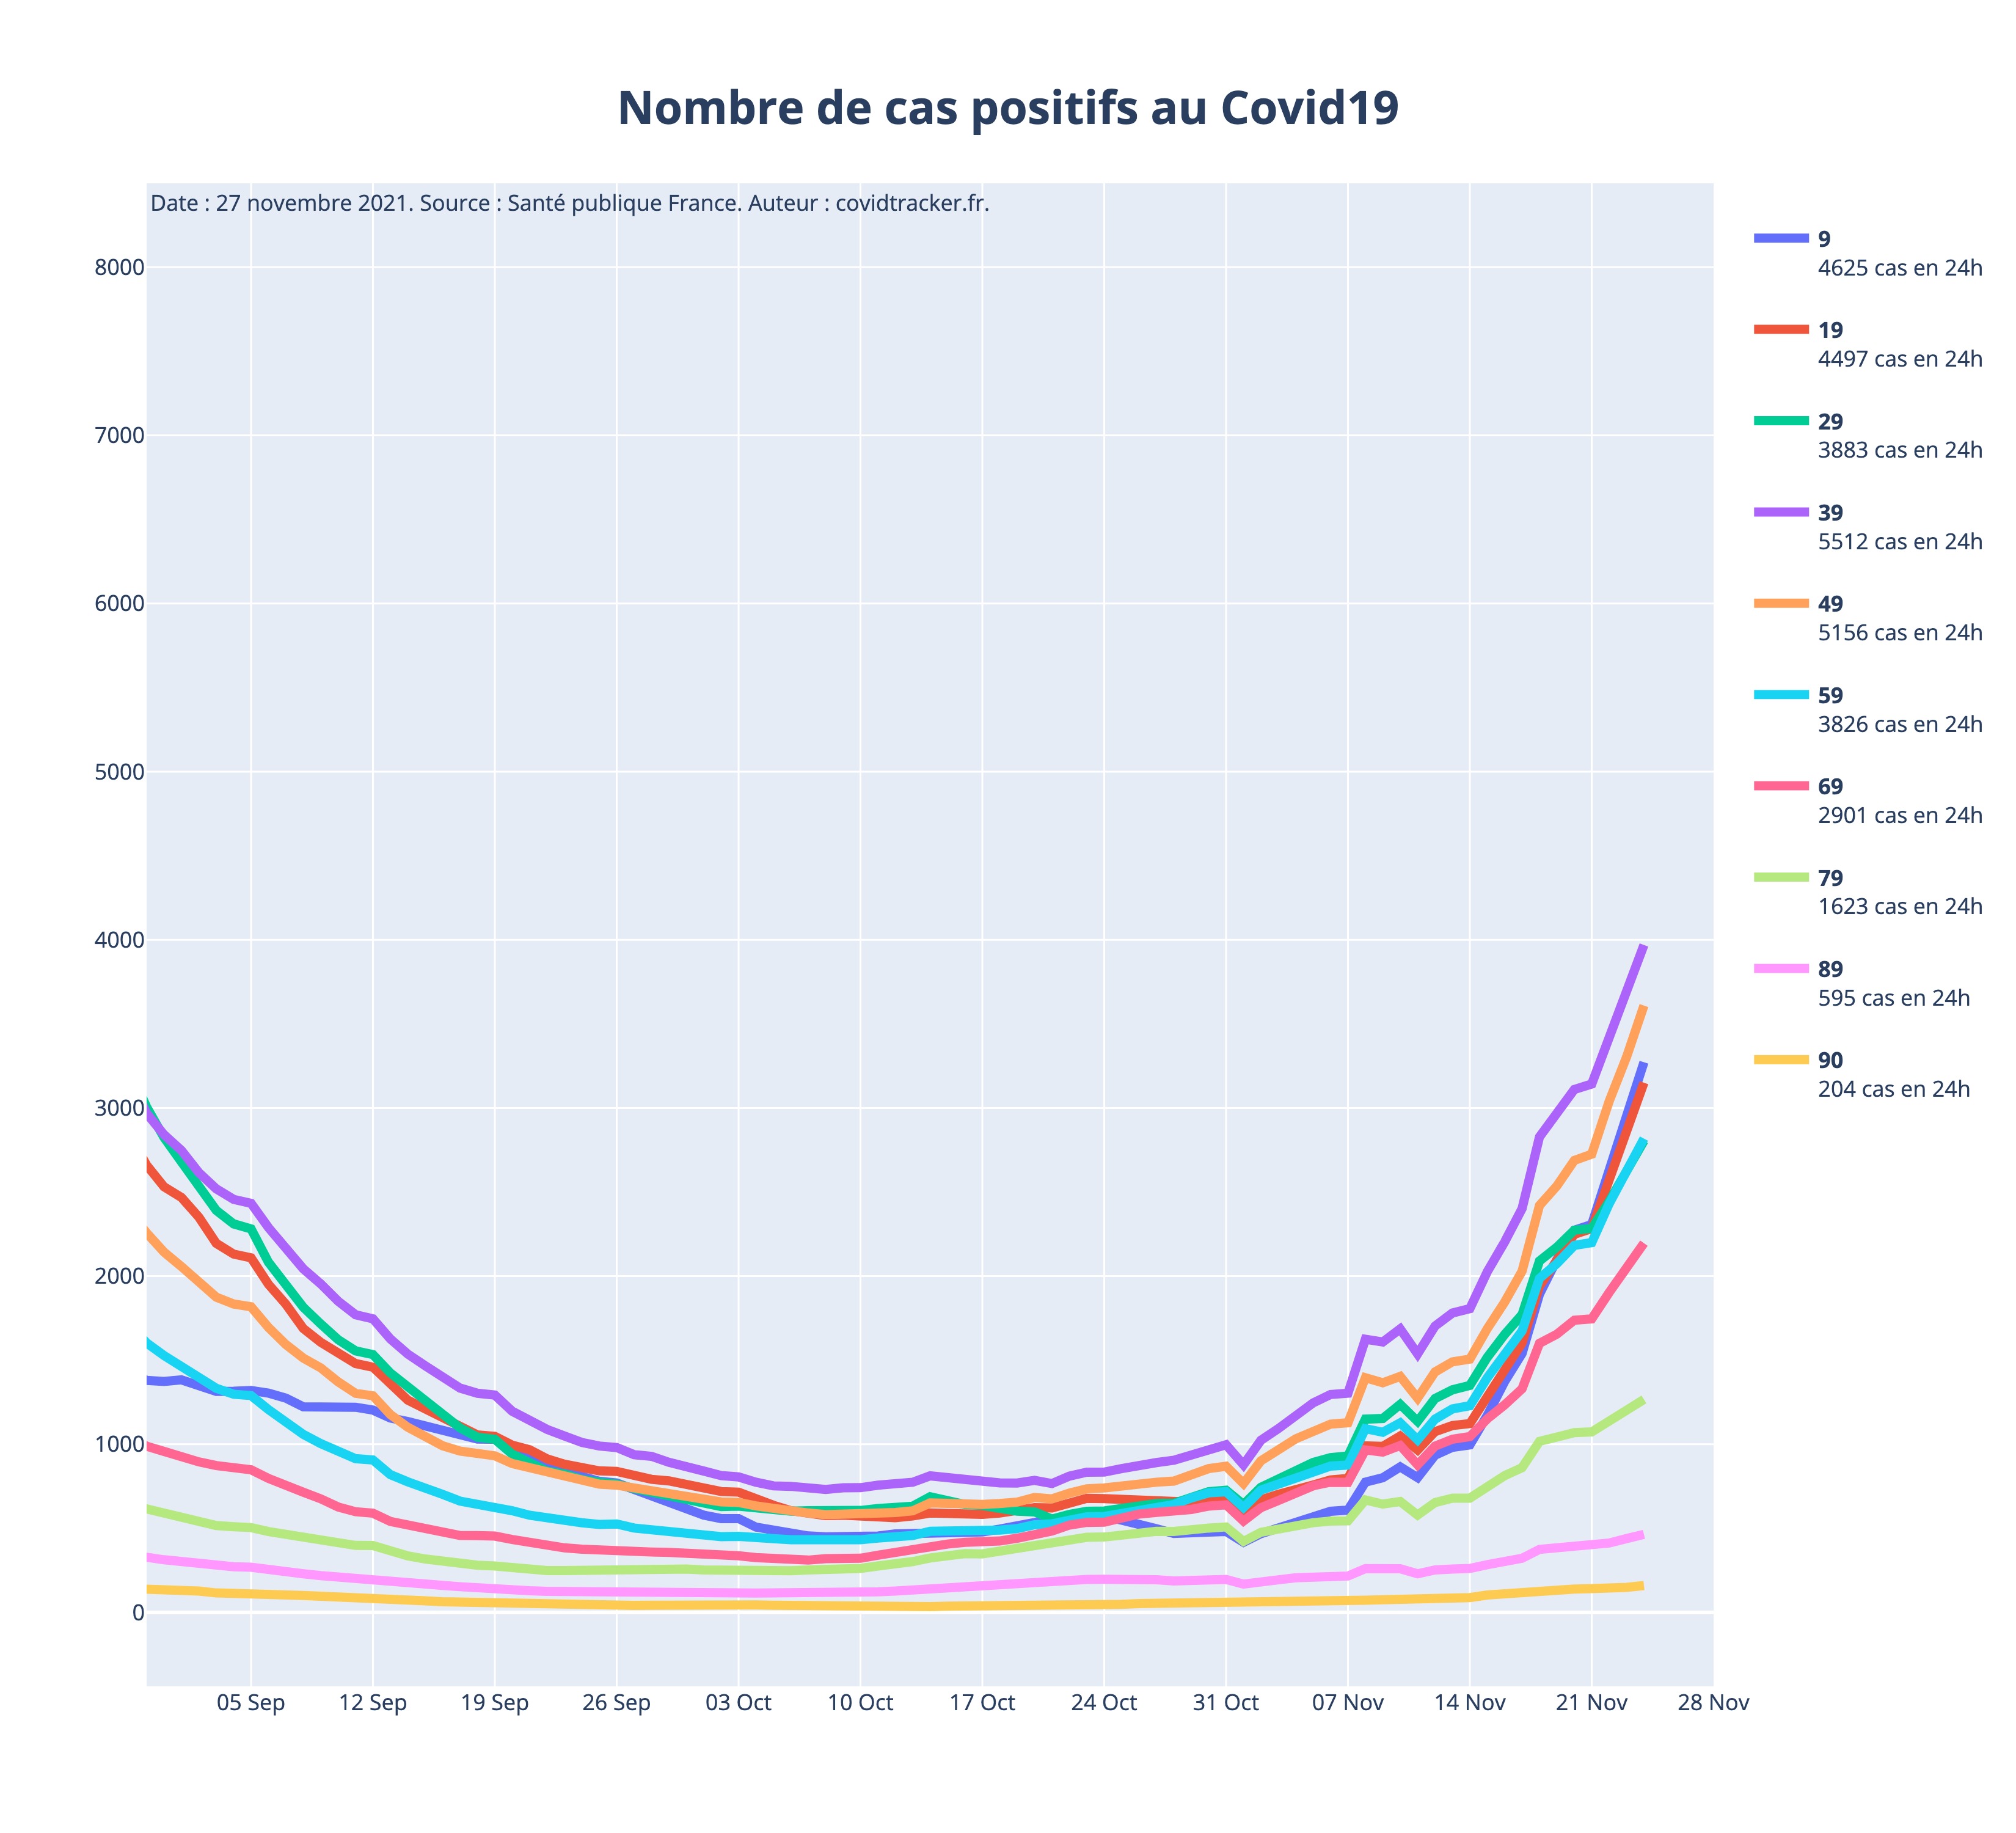 Nombre de cas positifs au Covid19
Date : 27 novembre 2021. Source : Santé publique France. Auteur : covidtracker.fr.
8000
7000
6000
5000
4000
3000
2000
1000
0
05 Sep
12 Sep
19 Sep
26 Sep
03 Oct
10 Oct
17 Oct
24 Oct
31 Oct
07 Nov
14 Nov
21 Nov
28 Nov
9
4625 cas en 24h
19
4497 cas en 24h
29
3883 cas en 24h
39
5512 cas en 24h
49
5156 cas en 24h
59
3826 cas en 24h
69
2901 cas en 24h
79
1623 cas en 24h
89
595 cas en 24h
90
204 cas en 24h